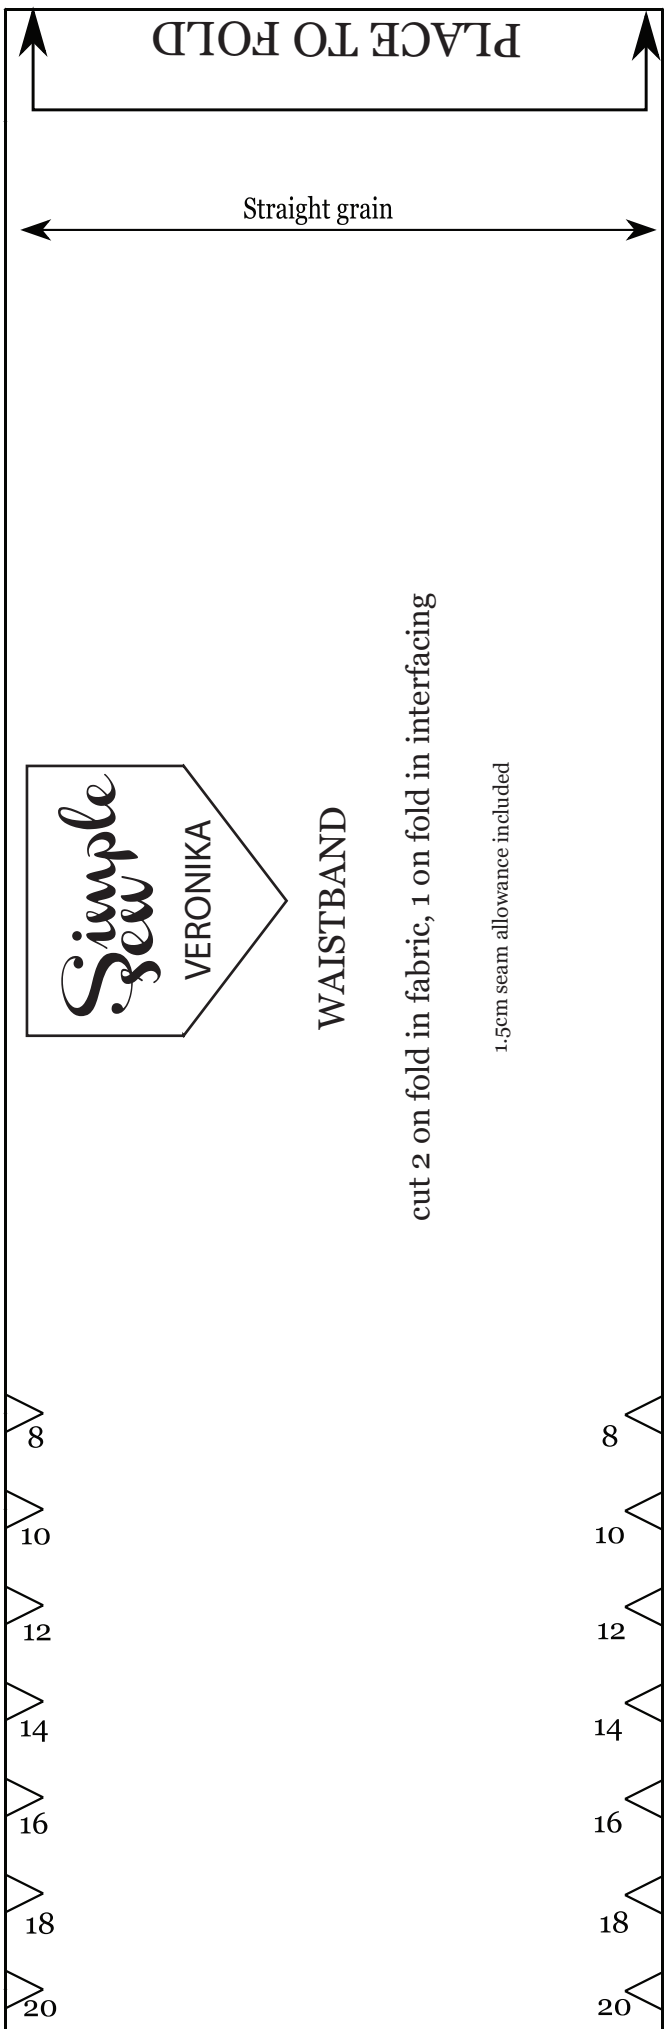 PLACE TO FOLD
Straight grain
Simple
Sew
VERONIKA
WAISTBAND
cut 2 on fold in fabric, 1 on fold in interfacing
1.5cm seam allowance included
8 8
10 10
12 12
14 14
16 16
18 18
20 20